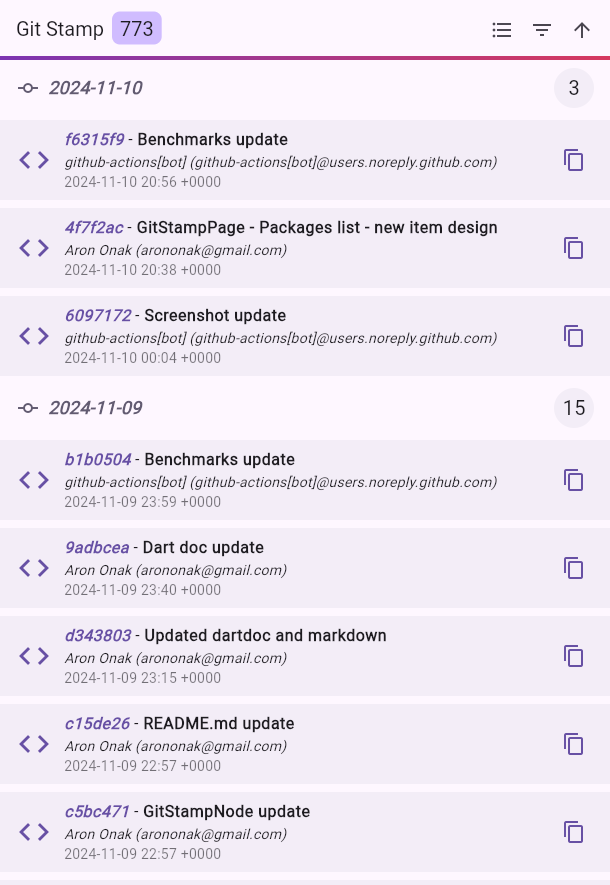 Git Stamp 773
2024-11-10 3
f6315f9 - Benchmarks update
github-actions[bot] (github-actions[bot]@users.noreply.github.com)
2024-11-10 20:56 +0000
4f7f2ac - GitStampPage - Packages list - new item design
Aron Onak (arononak@gmail.com)
2024-11-10 20:38 +0000
6097172 - Screenshot update
github-actions[bot] (github-actions[bot]@users.noreply.github.com)
2024-11-10 00:04 +0000
2024-11-09 15
b1b0504 - Benchmarks update
github-actions[bot] (github-actions[bot]@users.noreply.github.com)
2024-11-09 23:59 +0000
9adbcea - Dart doc update
Aron Onak (arononak@gmail.com)
2024-11-09 23:40 +0000
d343803 - Updated dartdoc and markdown
Aron Onak (arononak@gmail.com)
2024-11-09 23:15 +0000
c15de26 - README.md update
Aron Onak (arononak@gmail.com)
2024-11-09 22:57 +0000
c5bc471 - GitStampNode update
Aron Onak (arononak@gmail.com)
2024-11-09 22:57 +0000